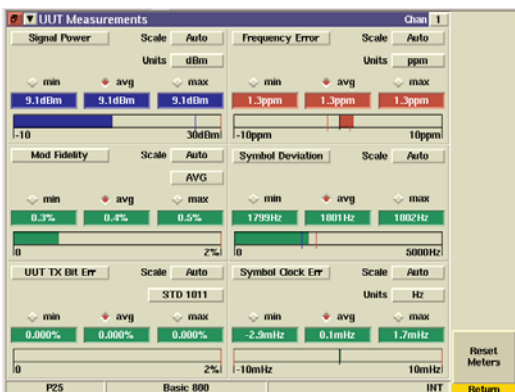 UUT Measurements Chan 1
Signal Power Scale Auto Frequency Error Scale Auto
Units dBm Units ppm
min avg max min avg max
9.1dBm 9.1dBm 9.1dBm 1.3ppm 1.3ppm 1.3ppm
-10 30dBm -10ppm 10ppm
Mod Fidelity Scale Auto Symbol Deviation Scale Auto
AVG
min avg max min avg max
0.3% 0.4% 0.5% 1799Hz 1801Hz 1802Hz
0 2% 0 5000Hz
UUT TX Bit Err Scale Auto Symbol Clock Err Scale Auto
STD 1011 Units Hz
min avg max min avg max
0.000% 0.000% 0.000% -2.9mHz 0.1mHz 1.7mHz
0 2% -10mHz 10mHz
Reset
Meters
P25 Basic 800 INT Return